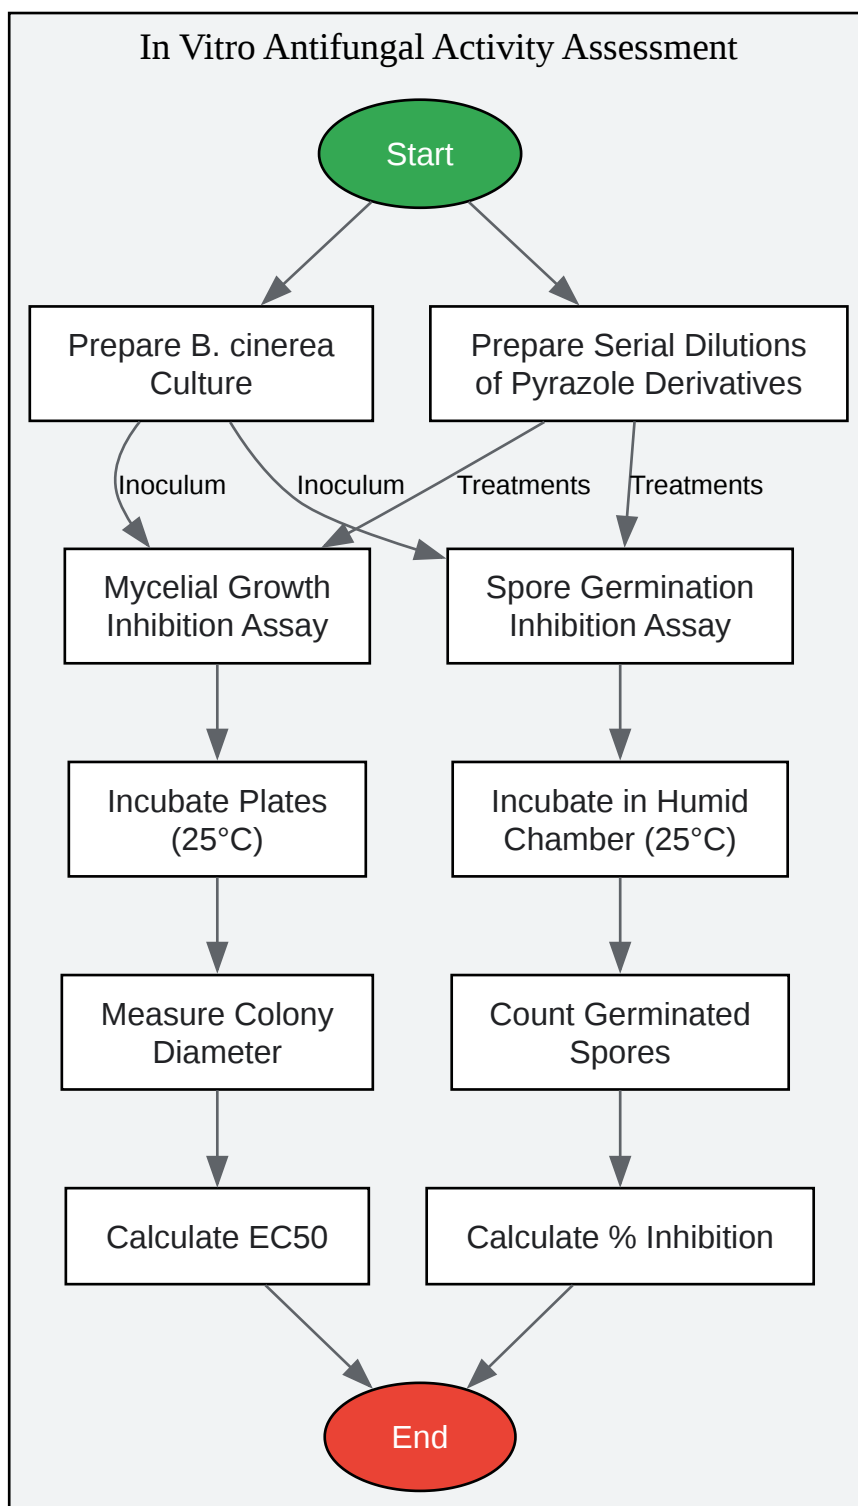 In Vitro Antifungal Activity Assessment
Start
Prepare B. cinerea
Culture
Prepare Serial Dilutions
of Pyrazole Derivatives
Inoculum
Inoculum
Treatments
Treatments
Mycelial Growth
Inhibition Assay
Spore Germination
Inhibition Assay
Incubate Plates
(25°C)
Incubate in Humid
Chamber (25°C)
Measure Colony
Diameter
Count Germinated
Spores
Calculate EC50
Calculate % Inhibition
End